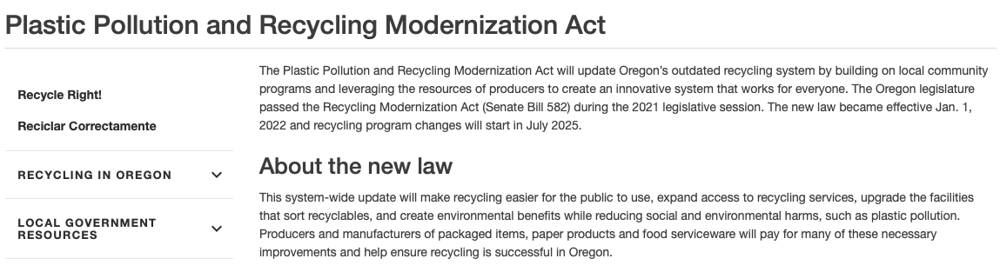 Plastic Pollution and Recycling Modernization Act
Recycle Right!
Reciclar Correctamente
RECYCLING IN OREGON
LOCAL GOVERNMENT
RESOURCES
The Plastic Pollution and Recycling Modernization Act will update Oregon's outdated recycling system by building on local community
programs and leveraging the resources of producers to create an innovative system that works for everyone. The Oregon legislature
passed the Recycling Modernization Act (Senate Bill 582) during the 2021 legislative session. The new law became effective Jan. 1,
2022 and recycling program changes will start in July 2025.
About the new law
This system-wide update will make recycling easier for the public to use, expand access to recycling services, upgrade the facilities
that sort recyclables, and create environmental benefits while reducing social and environmental harms, such as plastic pollution.
Producers and manufacturers of packaged items, paper products and food serviceware will pay for many of these necessary
improvements and help ensure recycling is successful in Oregon.